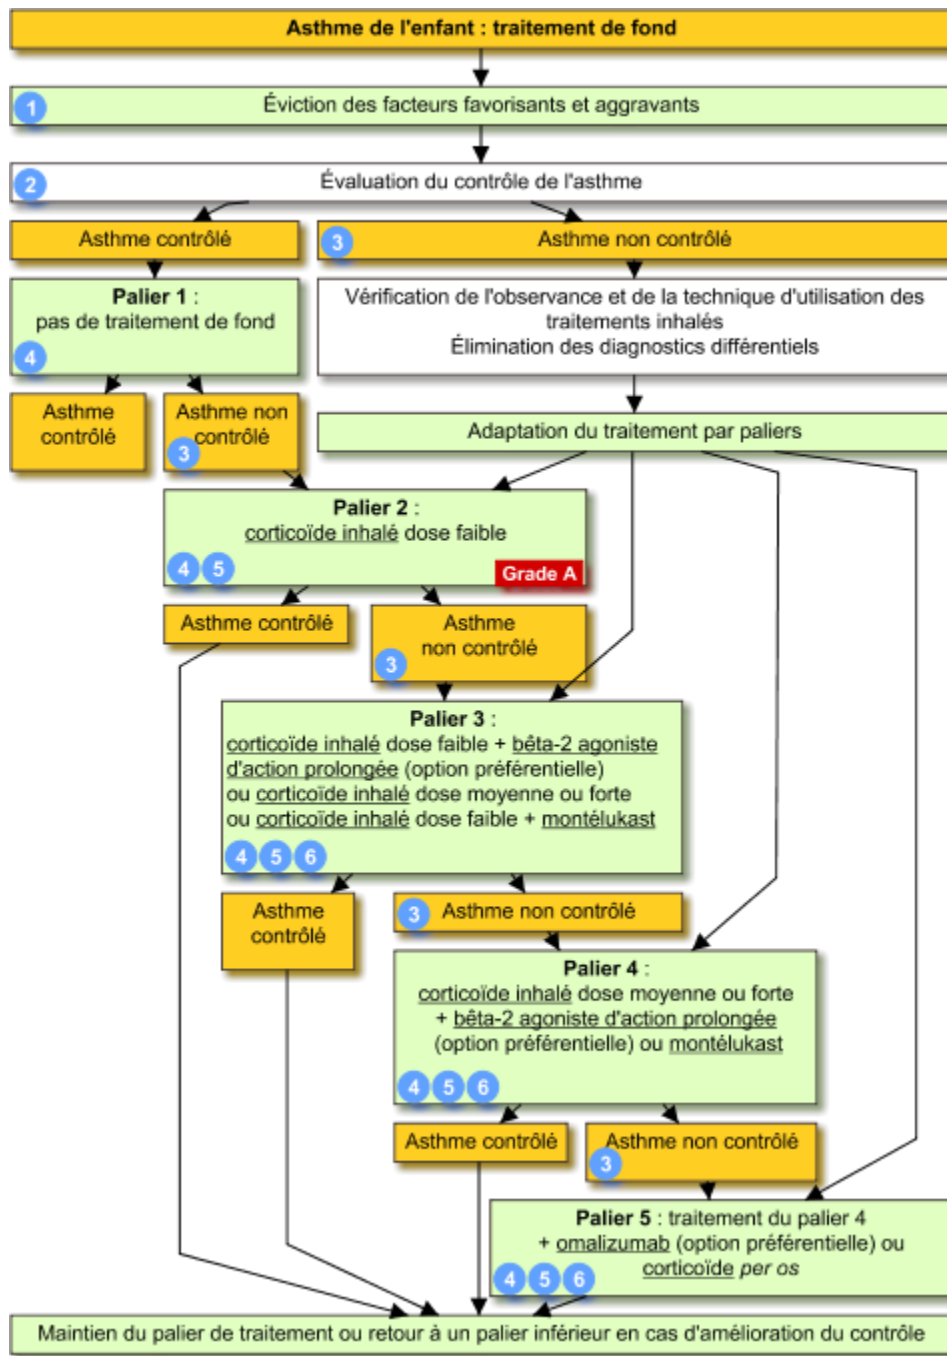 Asthme de l'enfant : traitement de fond
1
Éviction des facteurs favorisants et aggravants
2
Évaluation du contrôle de l'asthme
Asthme contrôlé
3
Asthme non contrôlé
Palier 1 :
pas de traitement de fond
4
Vérification de l'observance et de la technique d'utilisation des
traitements inhalés
Élimination des diagnostics différentiels
Asthme
contrôlé
Asthme non
contrôlé
3
Adaptation du traitement par paliers
Palier 2 :
corticoïde inhalé dose faible
4 5
Grade A
Asthme contrôlé
Asthme
non contrôlé
3
Palier 3 :
corticoïde inhalé dose faible + bêta-2 agoniste
d'action prolongée (option préférentielle)
ou corticoïde inhalé dose moyenne ou forte
ou corticoïde inhalé dose faible + montélukast
4 5 6
Asthme
contrôlé
3
Asthme non contrôlé
Palier 4 :
corticoïde inhalé dose moyenne ou forte
+ bêta-2 agoniste d'action prolongée
(option préférentielle) ou montélukast
4 5 6
Asthme contrôlé
Asthme non contrôlé
3
Palier 5 : traitement du palier 4
+ omalizumab (option préférentielle) ou
corticoïde per os
4 5 6
Maintien du palier de traitement ou retour à un palier inférieur en cas d'amélioration du contrôle